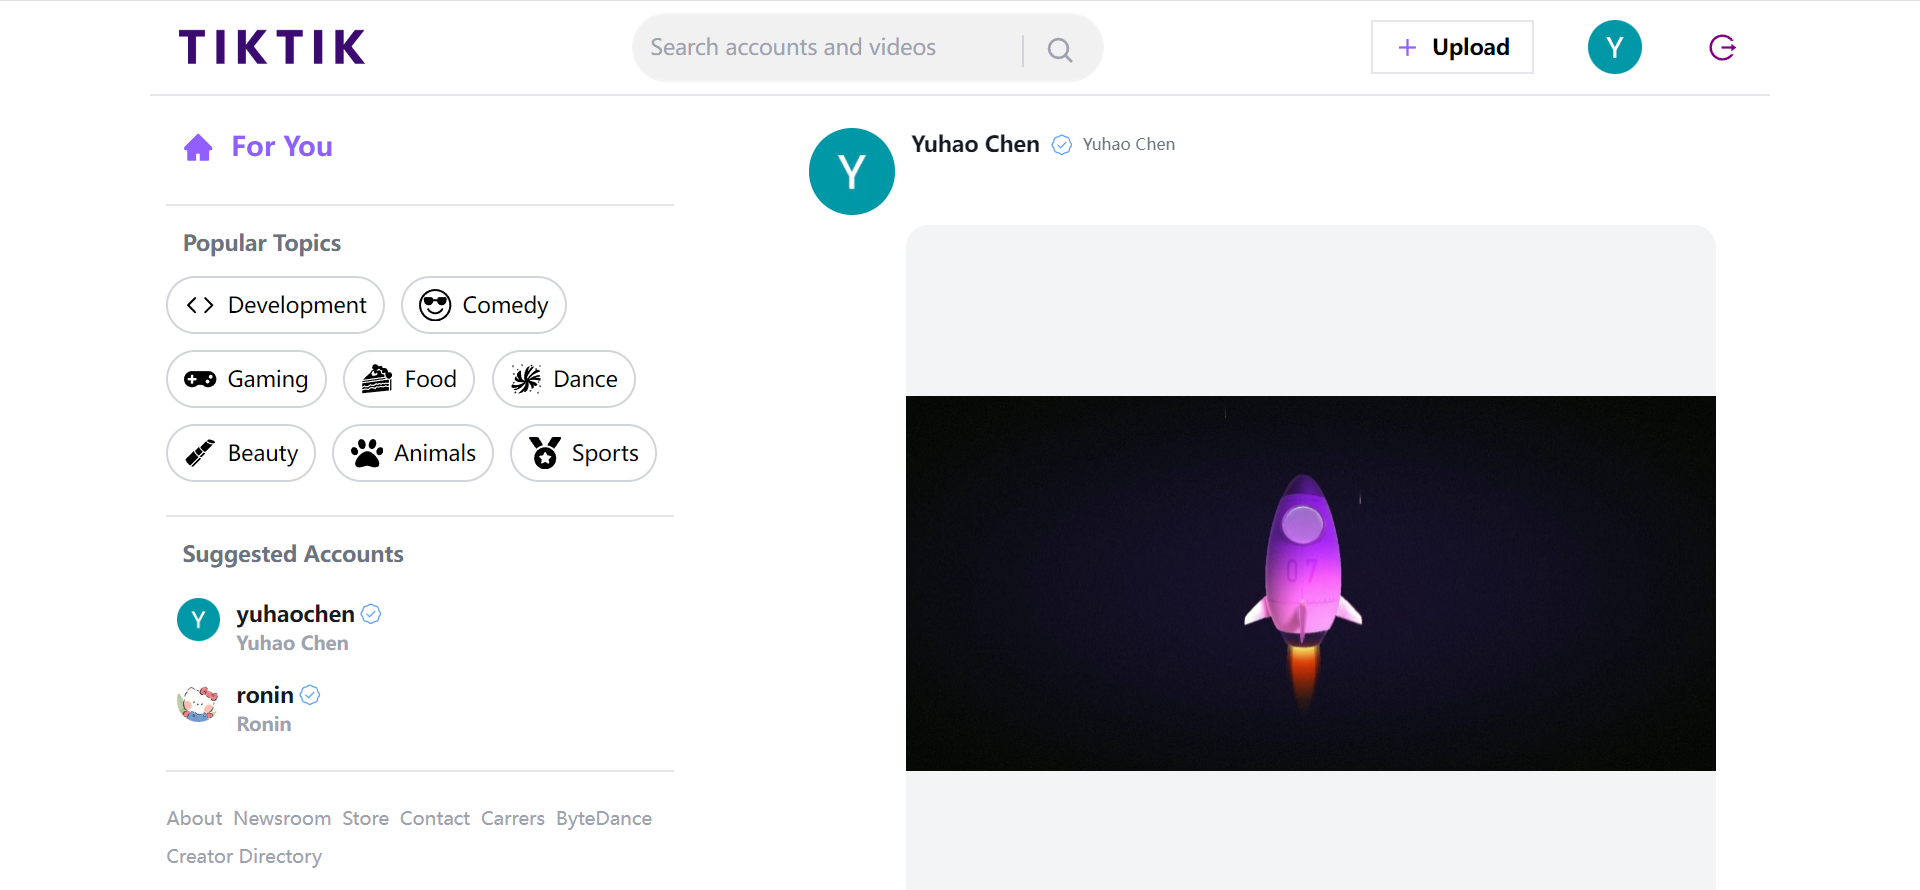 TIKTIK
Search accounts and videos
Upload
Y
For You
Y
Yuhao Chen Yuhao Chen
Popular Topics
Development Comedy
Gaming Food Dance
Beauty Animals Sports
Suggested Accounts
Y
yuhaochen
Yuhao Chen
ronin
Ronin
07
About Newsroom Store Contact Carrers ByteDance
Creator Directory